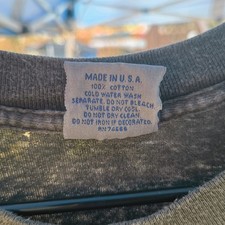 MADE IN U.S.A.
100% COTTON
COLD WATER WASH
SEPARATE. DO NOT BLEACH
TUMBLE DRY COOL.
DO NOT DRY CLEAN
DO NOT IRON IF DECORATED.